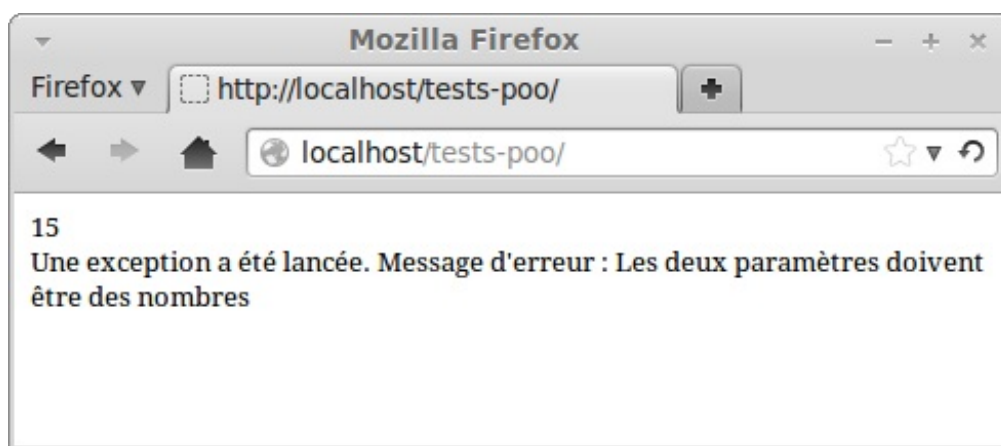 Mozilla Firefox
Firefox
http://localhost/tests-poo/
localhost/tests-poo/
15
Une exception a été lancée. Message d'erreur : Les deux paramètres doivent
être des nombres